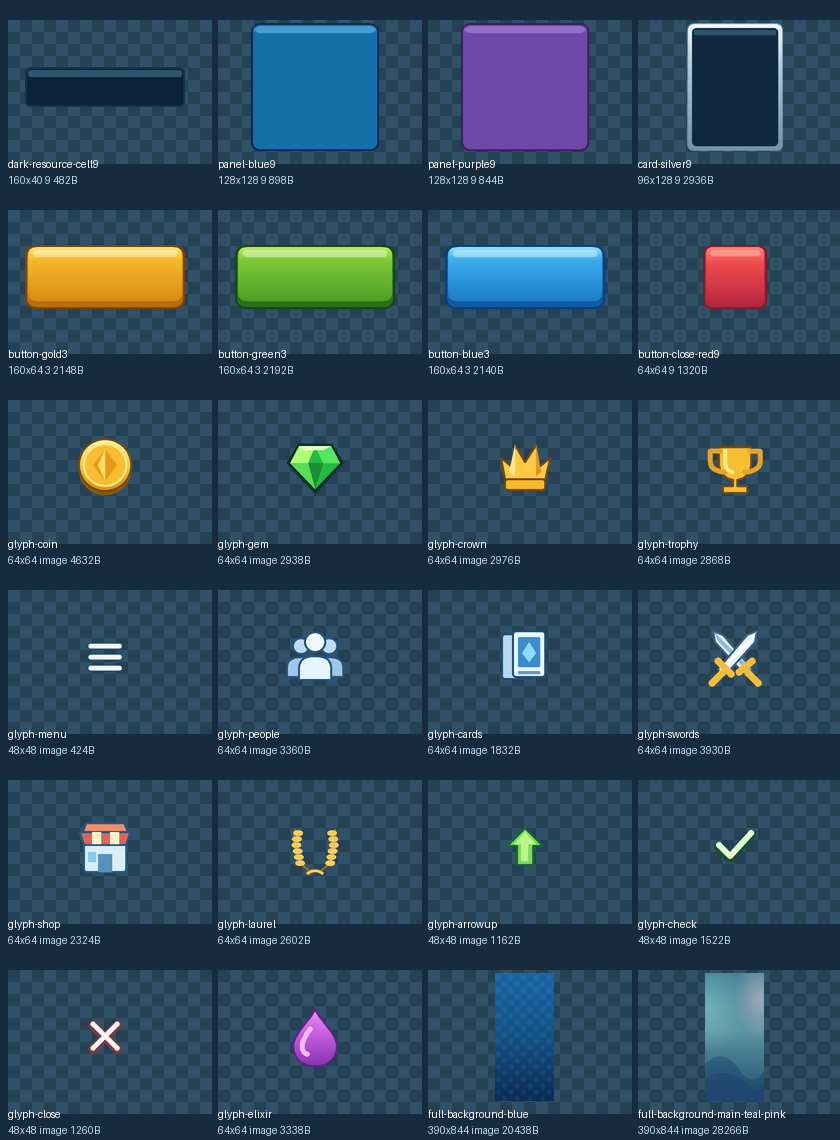 dark-resource-cell9
160x40 9 482B
panel-blue9
128x128 9 898B
panel-purple9
128x128 9 844B
card-silver9
96x128 9 2936B
button-gold3
160x64 3 2148B
button-green3
160x64 3 2192B
button-blue3
160x64 3 2140B
button-close-red9
64x64 9 1320B
glyph-coin
64x64 image 4632B
glyph-gem
64x64 image 2938B
glyph-crown
64x64 image 2976B
glyph-trophy
64x64 image 2868B
glyph-menu
48x48 image 424B
glyph-people
64x64 image 3360B
glyph-cards
64x64 image 1832B
glyph-swords
64x64 image 3930B
glyph-shop
64x64 image 2324B
glyph-laurel
64x64 image 2602B
glyph-arrowup
48x48 image 1162B
glyph-check
48x48 image 1522B
glyph-close
48x48 image 1260B
glyph-elixir
64x64 image 3338B
full-background-blue
390x844 image 20438B
full-background-main-teal-pink
390x844 image 28266B